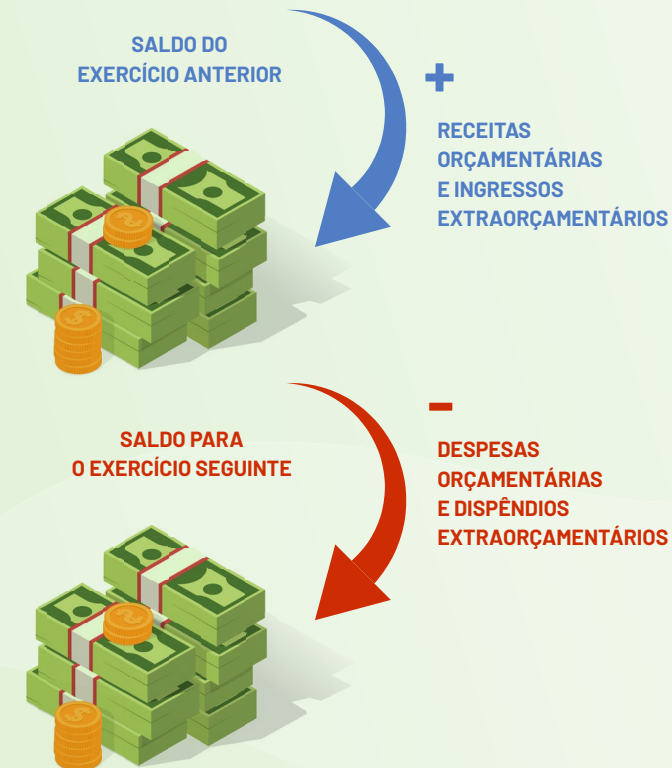 SALDO DO
EXERCÍCIO ANTERIOR
+
RECEITAS
ORÇAMENTÁRIAS
E INGRESSOS
EXTRAORÇAMENTÁRIOS
SALDO PARA
O EXERCÍCIO SEGUINTE
-
DESPESAS
ORÇAMENTÁRIAS
E DISPÊNDIOS
EXTRAORÇAMENTÁRIOS